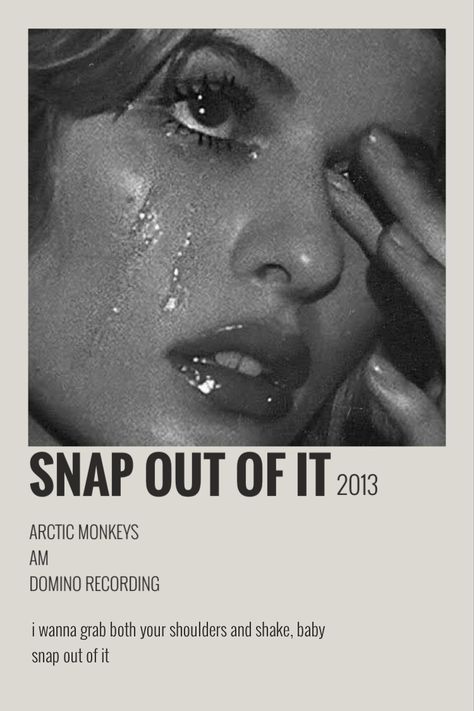 SNAP OUT OF IT 2013
ARCTIC MONKEYS
AM
DOMINO RECORDING
i wanna grab both your shoulders and shake, baby
snap out of it